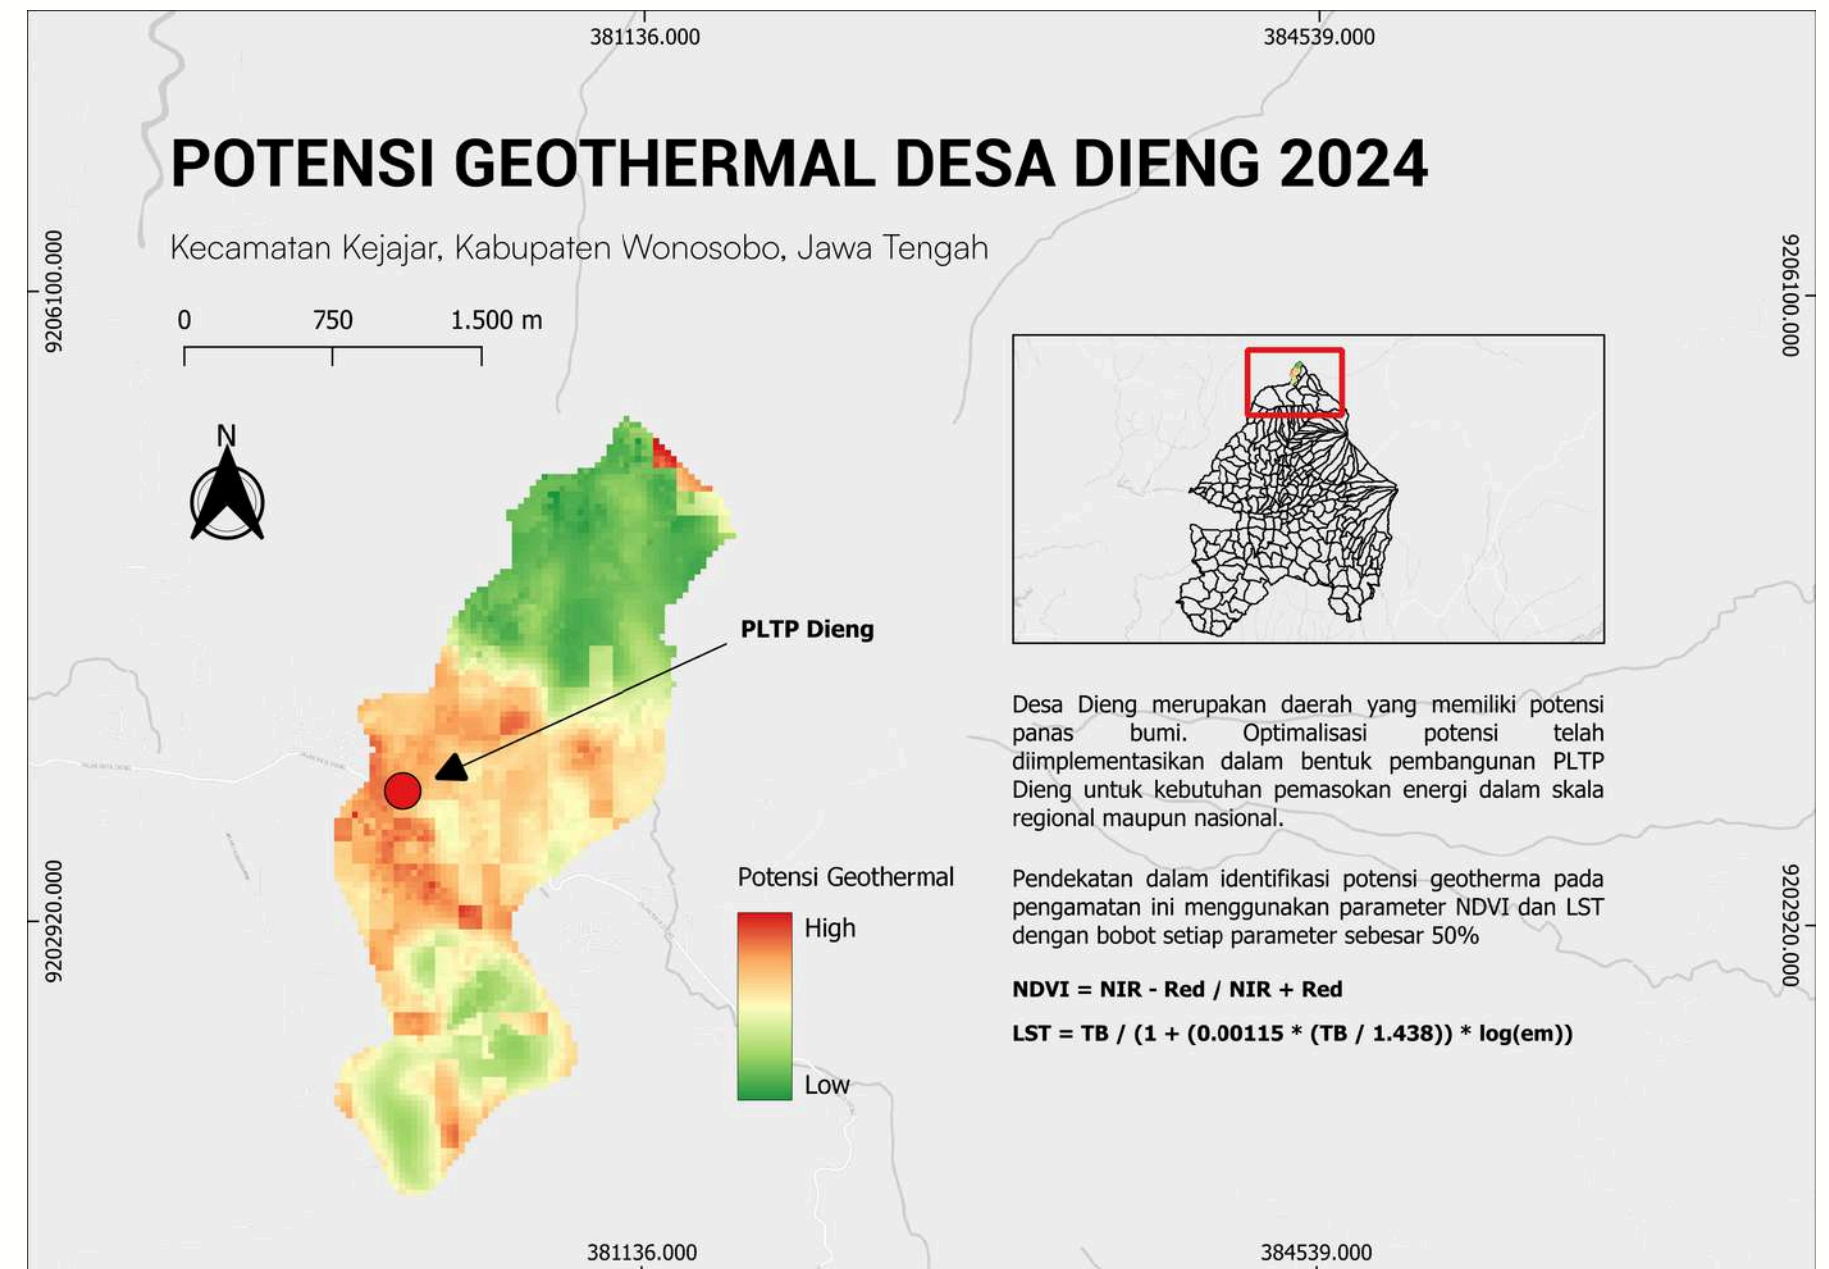 381136.000
384539.000
POTENSI GEOTHERMAL DESA DIENG 2024
Kecamatan Kejajar, Kabupaten Wonosobo, Jawa Tengah
9206100.000
9206100.000
0 750 1.500 m
N
PLTP Dieng
Desa Dieng merupakan daerah yang memiliki potensi
panas bumi. Optimalisasi potensi telah
diimplementasikan dalam bentuk pembangunan PLTP
Dieng untuk kebutuhan pemasokan energi dalam skala
regional maupun nasional.
Potensi Geothermal
High
Low
Pendekatan dalam identifikasi potensi geotherma pada
pengamatan ini menggunakan parameter NDVI dan LST
dengan bobot setiap parameter sebesar 50%
NDVI = NIR - Red / NIR + Red
LST = TB / (1 + (0.00115 * (TB / 1.438)) * log(em))
9202920.000
9202920.000
381136.000
384539.000